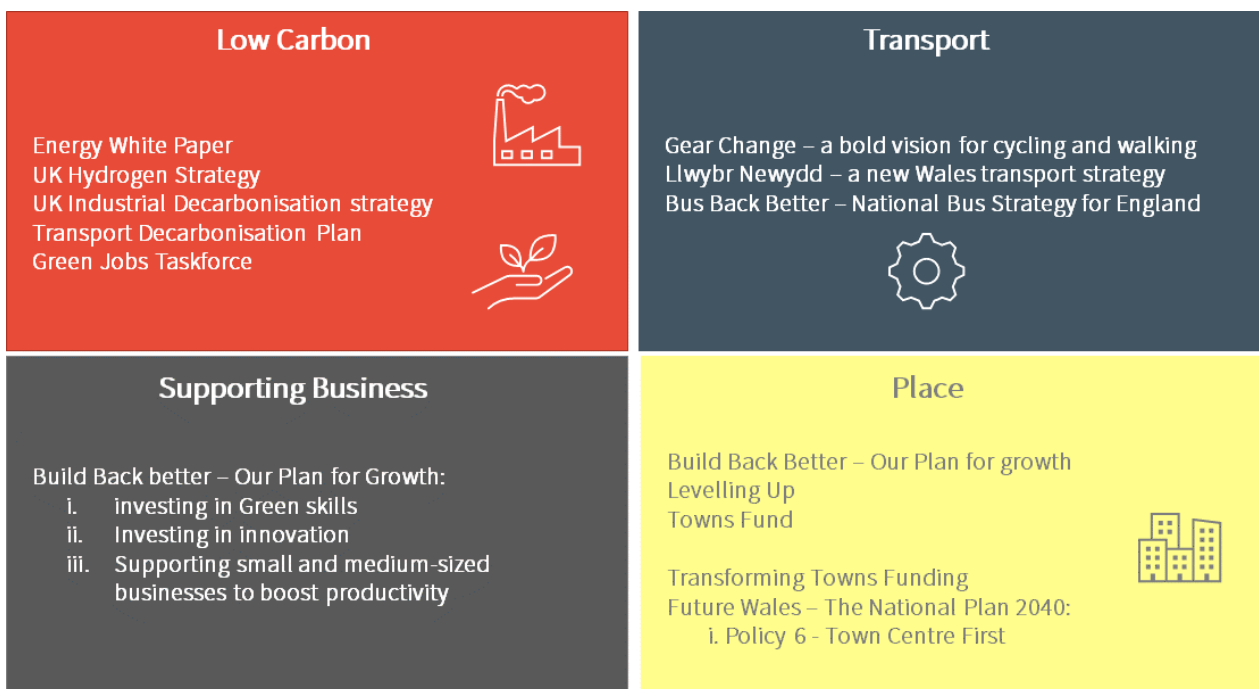 Low Carbon
Energy White Paper
UK Hydrogen Strategy
UK Industrial Decarbonisation strategy
Transport Decarbonisation Plan
Green Jobs Taskforce
Transport
Gear Change – a bold vision for cycling and walking
Llwybr Newydd – a new Wales transport strategy
Bus Back Better – National Bus Strategy for England
Supporting Business
Build Back better – Our Plan for Growth:
i. investing in Green skills
ii. Investing in innovation
iii. Supporting small and medium-sized
businesses to boost productivity
Place
Build Back Better – Our Plan for growth
Levelling Up
Towns Fund
Transforming Towns Funding
Future Wales – The National Plan 2040:
i. Policy 6 - Town Centre First